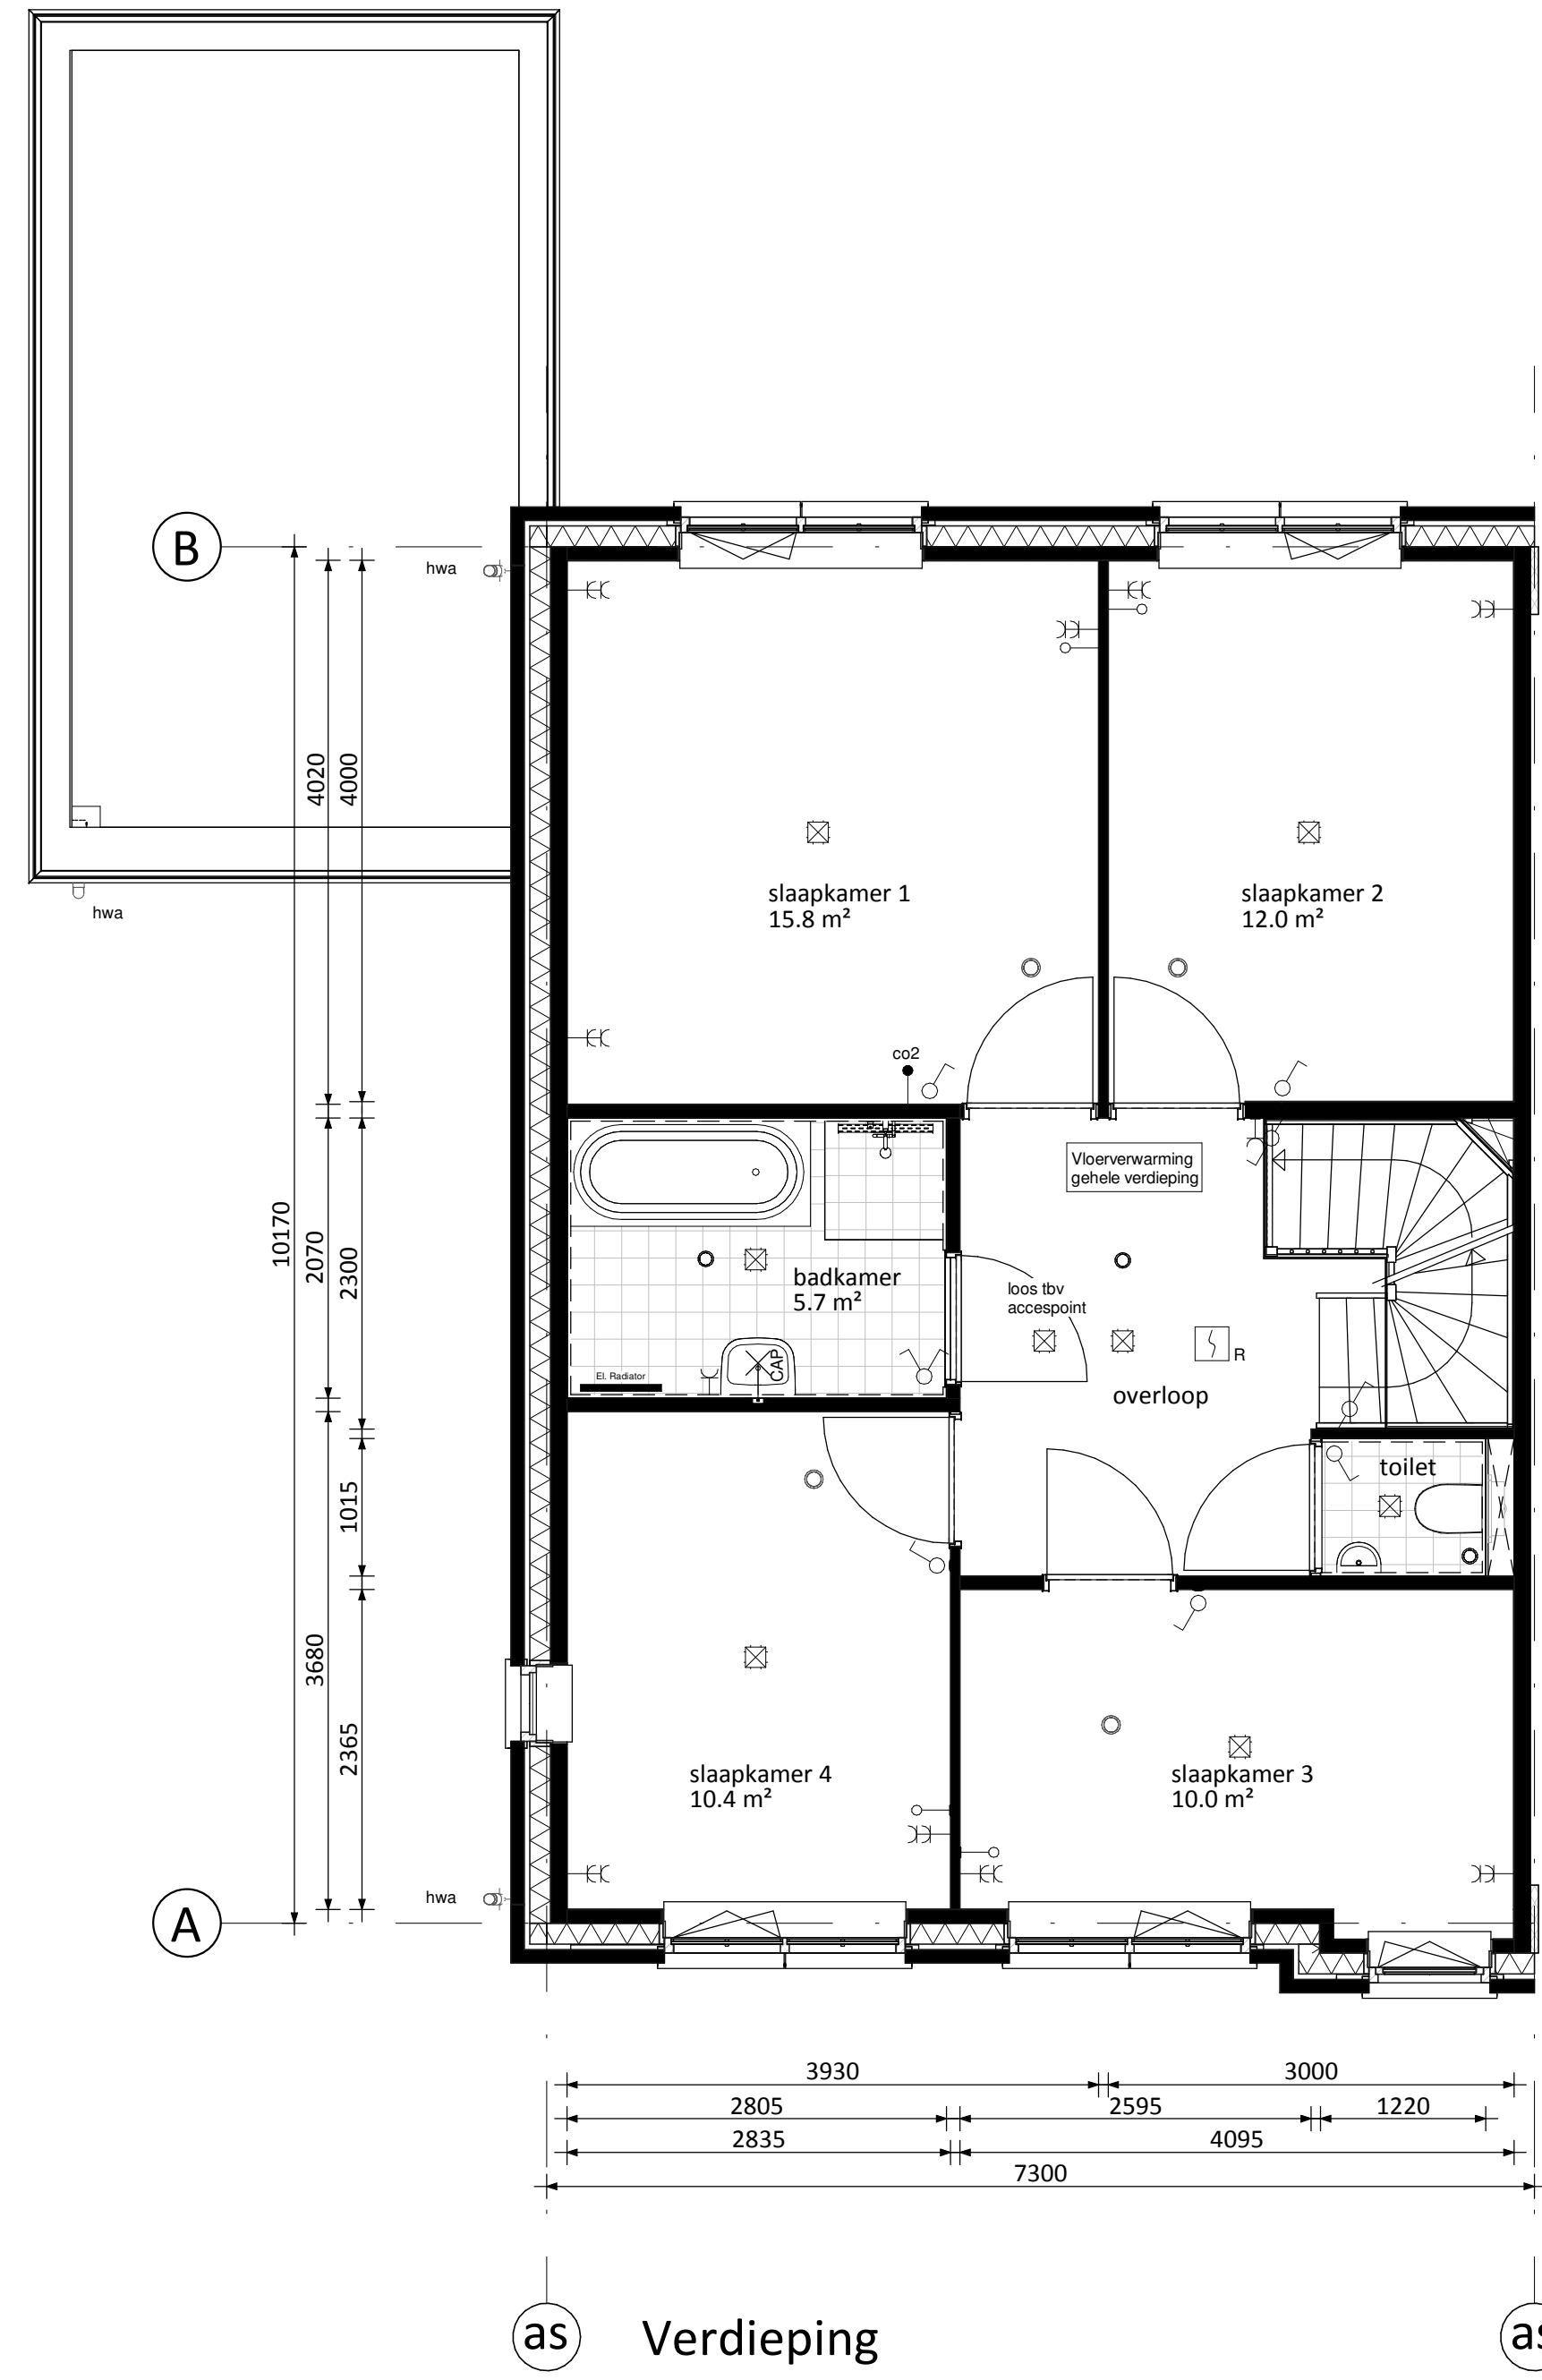 B
hwa
hwa
4020
4000
slaapkamer 1
15.8 m²
slaapkamer 2
12.0 m²
co2
Vloerverwarming
gehele verdieping
10170
2070
2300
badkamer
5.7 m²
loos tbv
accespoint
R
CAP
El. Radiator
overloop
toilet
1015
3680
2365
slaapkamer 4
10.4 m²
slaapkamer 3
10.0 m²
A
hwa
3930
3000
2805
2595
1220
2835
4095
7300
as
Verdieping
as